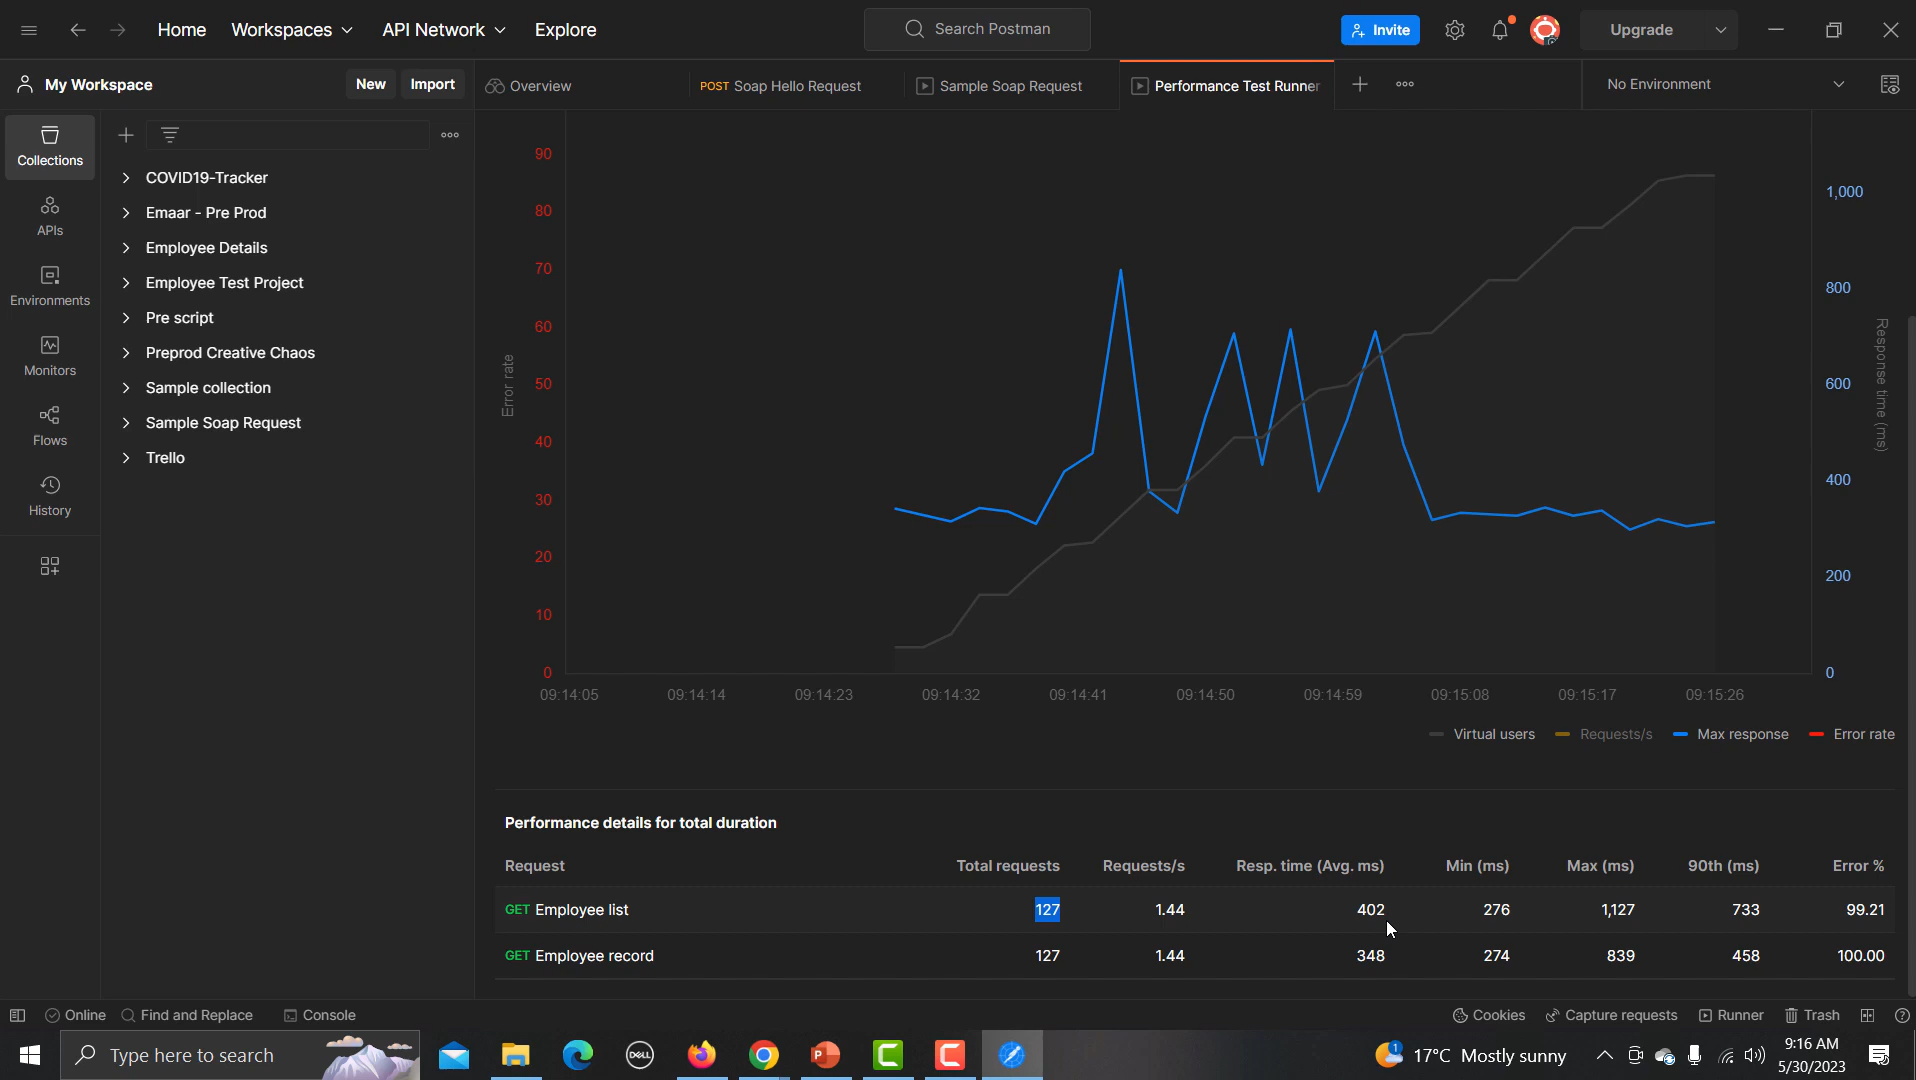 Home
Workspaces
API Network
Explore
Search Postman
Invite
Upgrade
My Workspace
New
Import
Overview
POST Soap Hello Request
Sample Soap Request
Performance Test Runner
No Environment
Collections
APIs
Environments
Monitors
Flows
History
COVID19-Tracker
Emaar - Pre Prod
Employee Details
Employee Test Project
Pre script
Preprod Creative Chaos
Sample collection
Sample Soap Request
Trello
90
80
70
60
50
40
30
20
10
0
Error rate
1,000
800
600
400
200
0
Response time (ms)
09:14:05 09:14:14 09:14:23 09:14:32 09:14:41 09:14:50 09:14:59 09:15:08 09:15:17 09:15:26
Virtual users Requests/s Max response Error rate
Performance details for total duration
Request Total requests Requests/s Resp. time (Avg. ms) Min (ms) Max (ms) 90th (ms) Error %
GET Employee list 127 1.44 402 276 1,127 733 99.21
GET Employee record 127 1.44 348 274 839 458 100.00
Online Find and Replace Console Cookies Capture requests Runner Trash
Type here to search
DELL
1
17°C Mostly sunny
9:16 AM
5/30/2023